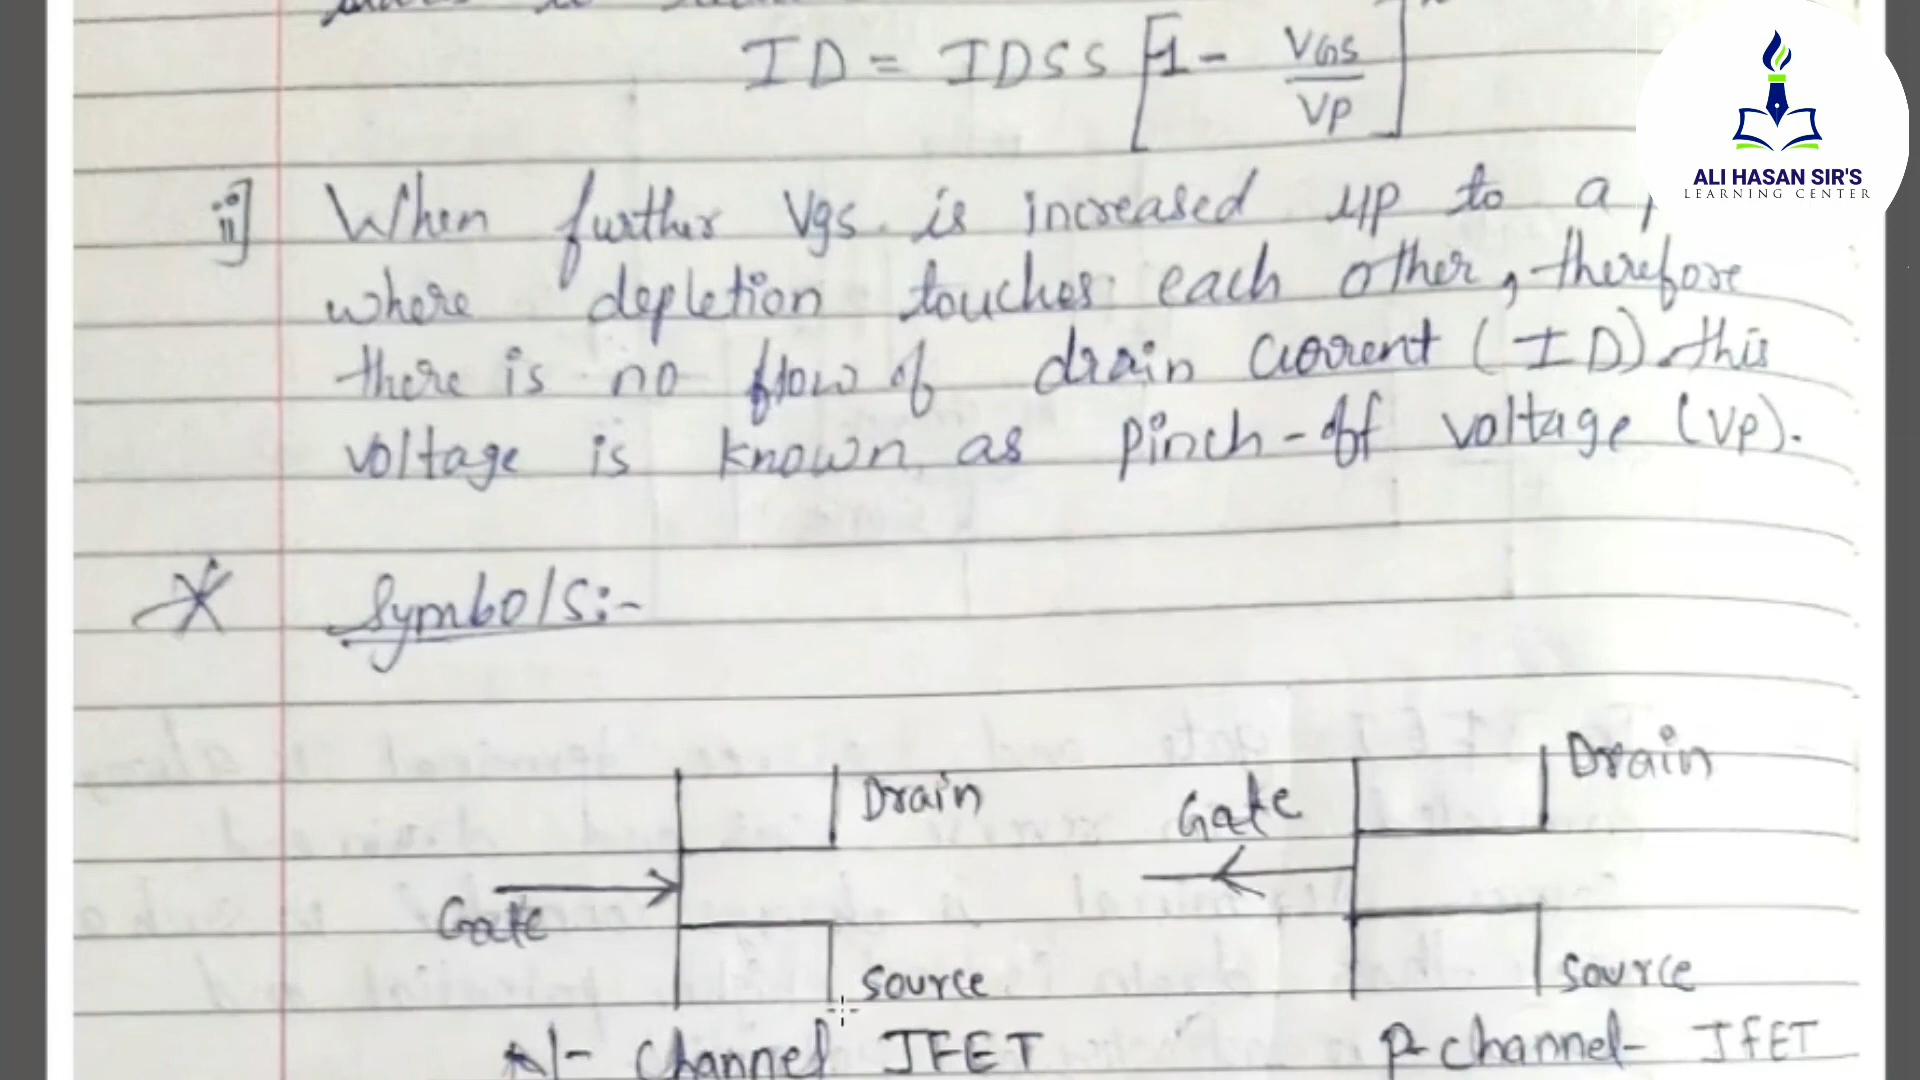 ID = IDSS [1 - VGS
VP]
ALI HASAN SIR'S
LEARNING CENTER
ii] When further Vgs is increased up to a
where depletion touches each other, therefore
there is no flow of drain current (ID). this
voltage is known as pinch-off voltage (VP).
* Symbols:-
Drain
Drain
Gate
Gate
Source
Source
N- Channel JFET
P-channel- JFET